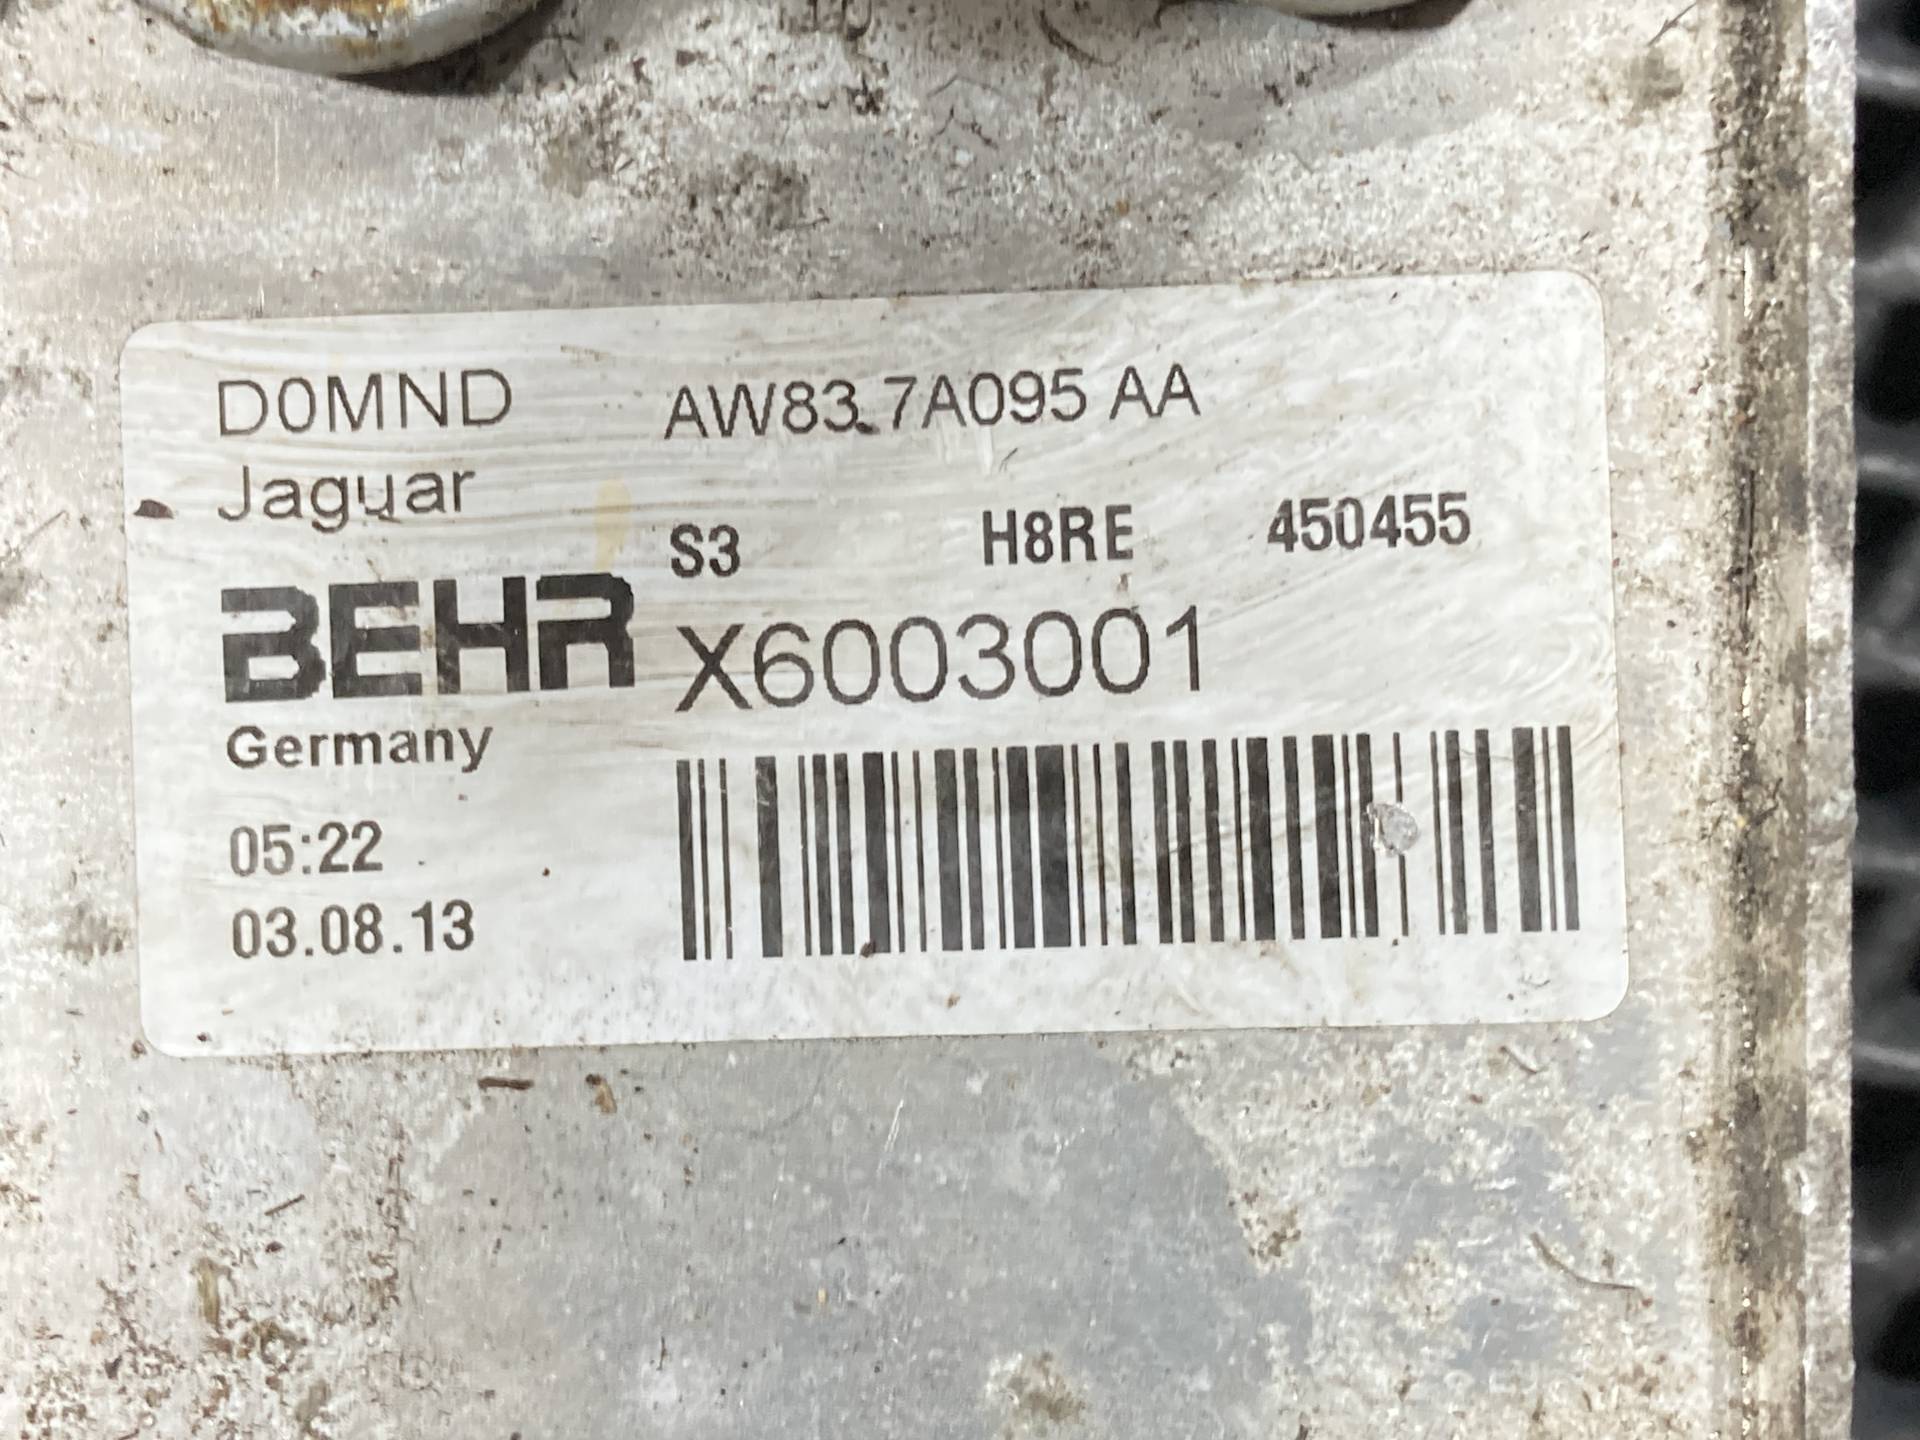 D0MND AW83 7A095 AA
Jaguar
S3 H8RE 450455
BEHR X6003001
Germany
05:22
03.08.13